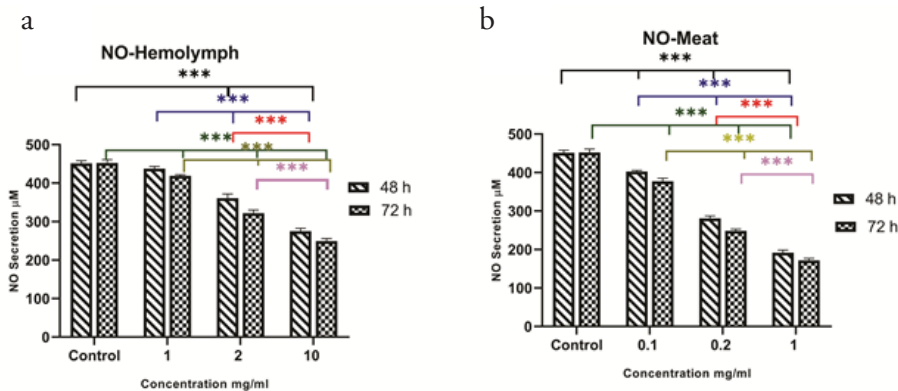 a
NO-Hemolymph
***
***
***
***
***
***
NO Secretion µM
500
400
300
200
100
0
Control
1
2
10
Concentration mg/ml
48 h
72 h
b
NO-Meat
***
***
***
***
***
***
NO Secretion µM
500
400
300
200
100
0
Control
0.1
0.2
1
Concentration mg/ml
48 h
72 h